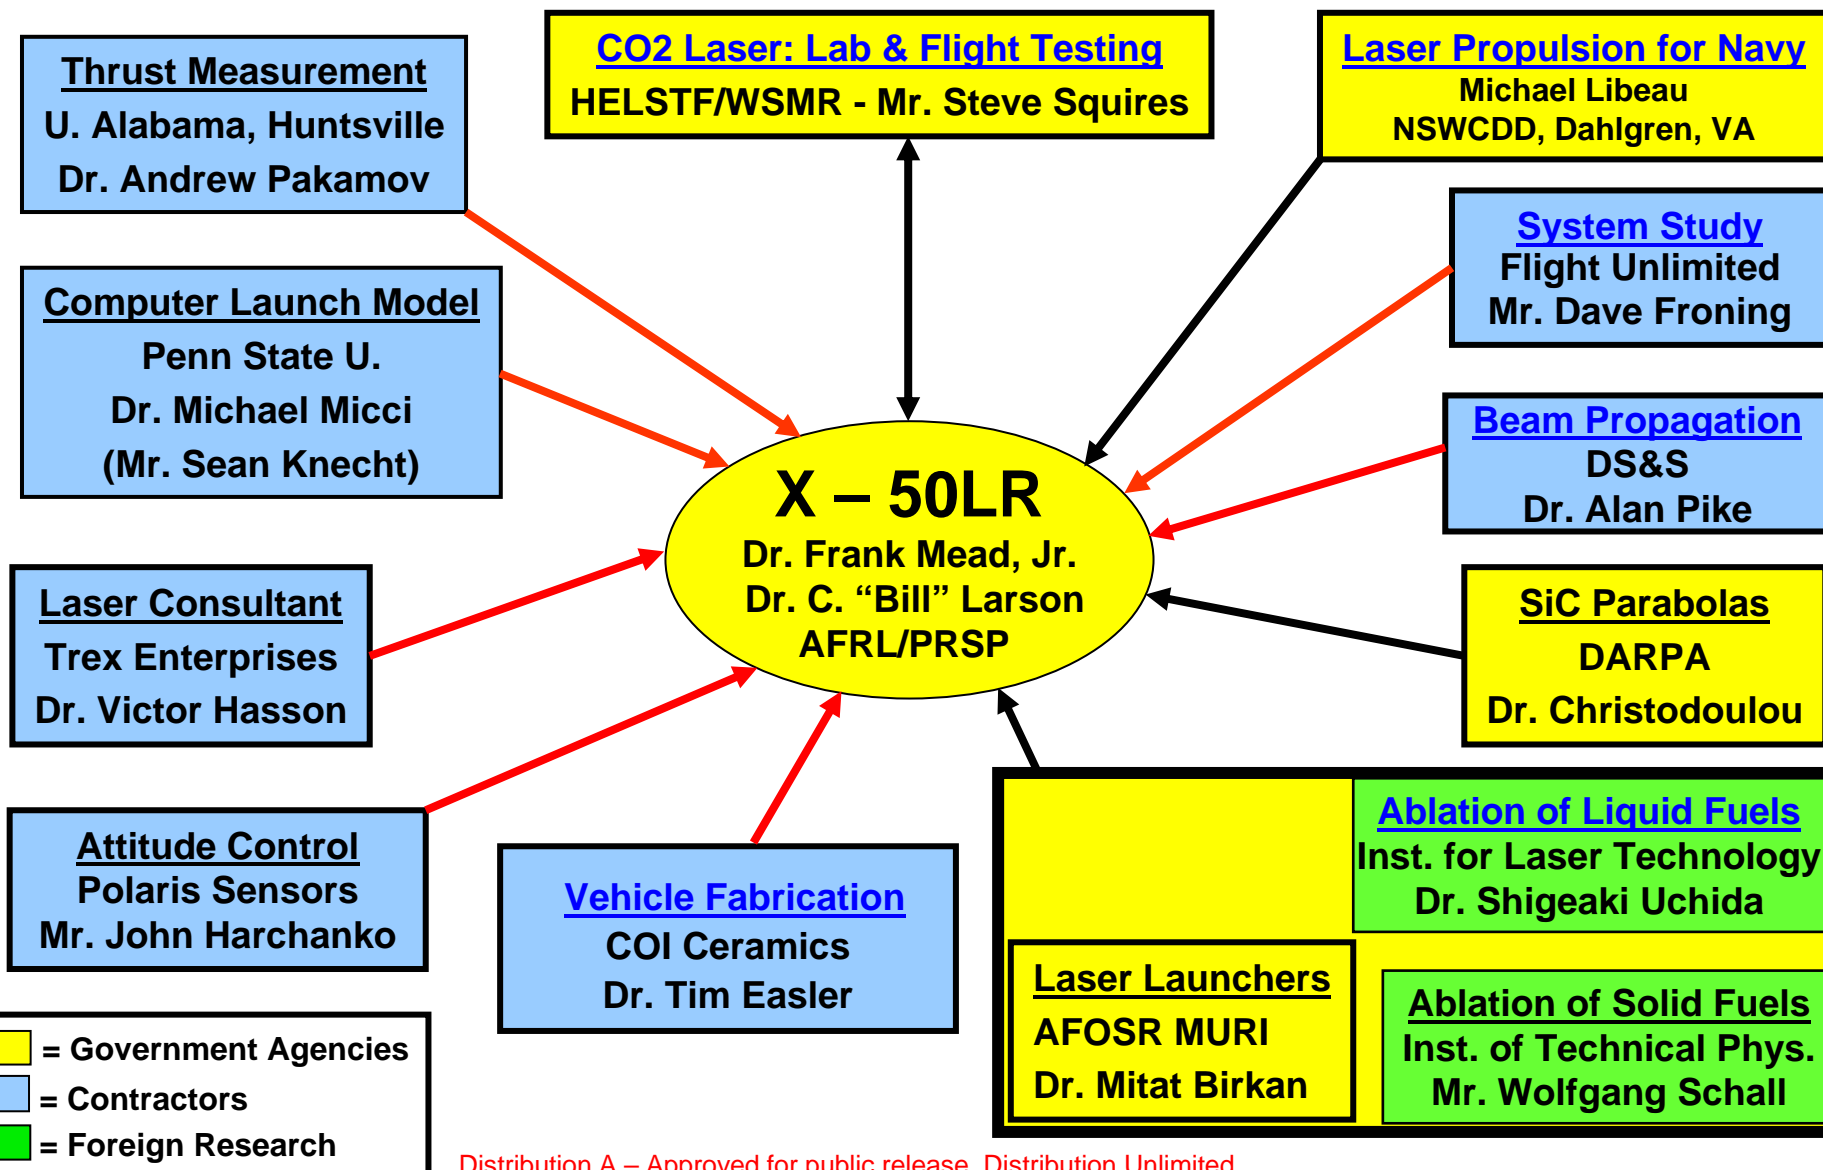 Thrust Measurement
U. Alabama, Huntsville
Dr. Andrew Pakamov
CO2 Laser: Lab & Flight Testing
HELSTF/WSMR - Mr. Steve Squires
Laser Propulsion for Navy
Michael Libeau
NSWCDD, Dahlgren, VA
System Study
Flight Unlimited
Mr. Dave Froning
Computer Launch Model
Penn State U.
Dr. Michael Micci
(Mr. Sean Knecht)
Beam Propagation
DS&S
Dr. Alan Pike
X – 50LR
Dr. Frank Mead, Jr.
Dr. C. “Bill” Larson
AFRL/PRSP
Laser Consultant
Trex Enterprises
Dr. Victor Hasson
SiC Parabolas
DARPA
Dr. Christodoulou
Attitude Control
Polaris Sensors
Mr. John Harchanko
Vehicle Fabrication
COI Ceramics
Dr. Tim Easler
Ablation of Liquid Fuels
Inst. for Laser Technology
Dr. Shigeaki Uchida
Laser Launchers
AFOSR MURI
Dr. Mitat Birkan
Ablation of Solid Fuels
Inst. of Technical Phys.
Mr. Wolfgang Schall
= Government Agencies
= Contractors
= Foreign Research
Distribution A – Approved for public release, Distribution Unlimited